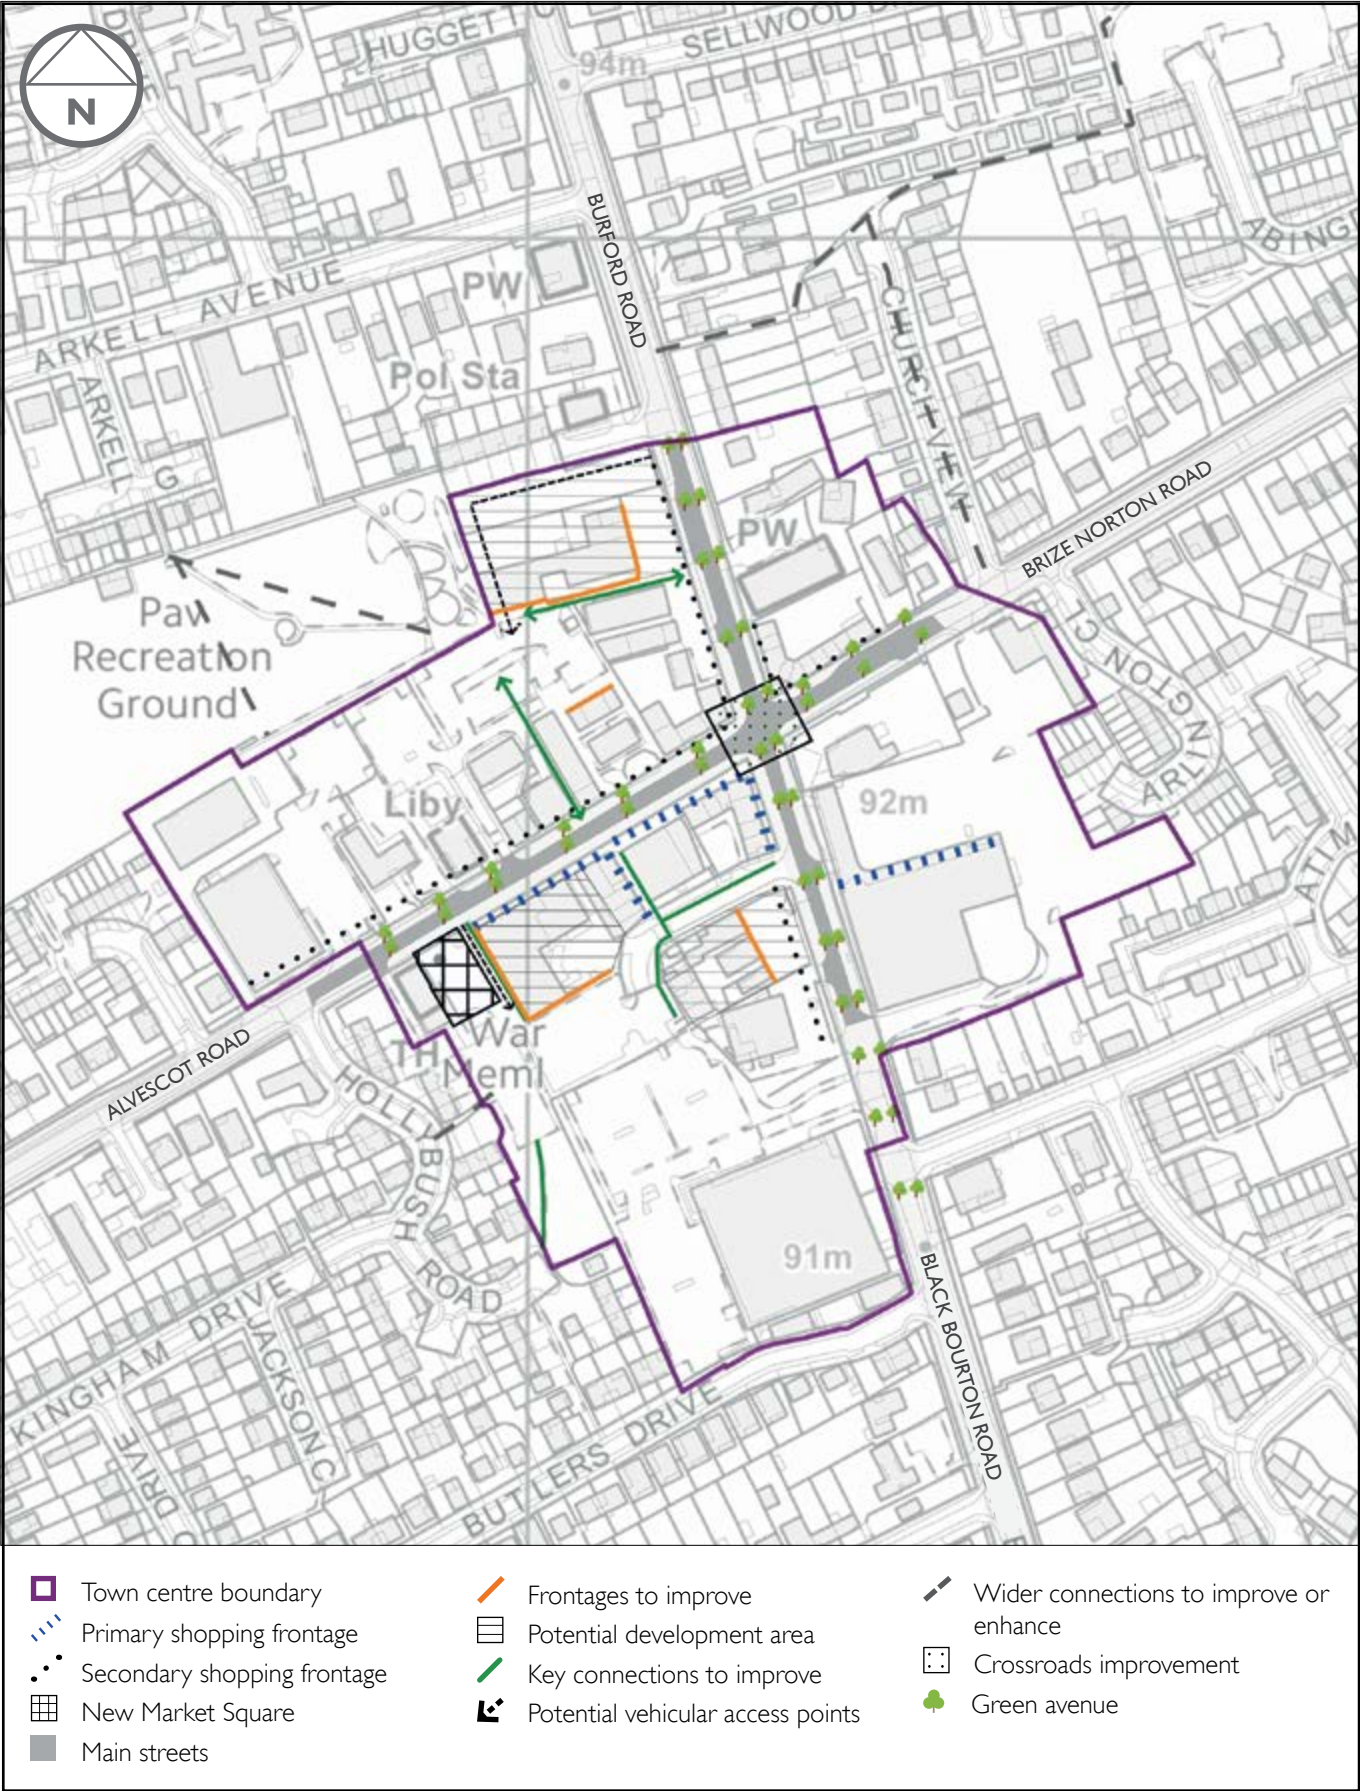 HUGGETT
SELLWOOD
94m
N
BURFORD ROAD
ABING
ARKELL AVENUE
PW
CHURCH VIEW
Pol Sta
ARKELL
G
BRIZE NORTON ROAD
PW
Pav
Recreation
Ground
ARLINGTON C
Liby
92m
LATIM
War
Meml
TH
ALVESCOT ROAD
HOLLYBUSH ROAD
91m
BLACK BOURTON ROAD
KINGHAM DRIVE
JACKSON C
DRIVE
BUTLERS DRIVE
Town centre boundary
Primary shopping frontage
Secondary shopping frontage
New Market Square
Main streets
Frontages to improve
Potential development area
Key connections to improve
Potential vehicular access points
Wider connections to improve or
enhance
Crossroads improvement
Green avenue